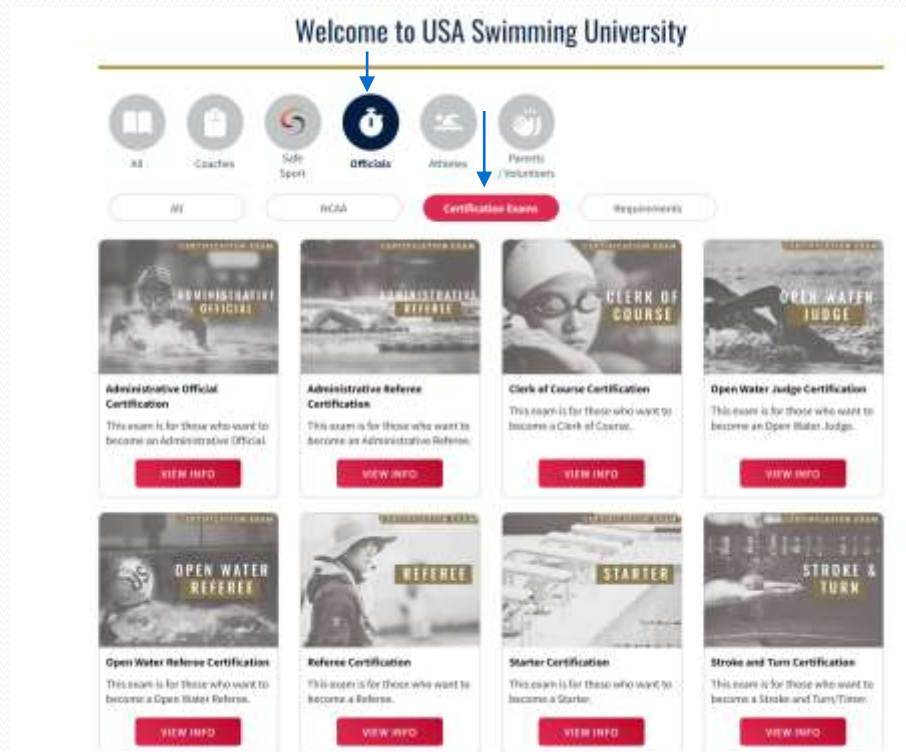 Welcome to USA Swimming University
All
Coaches
Safe
Sport
Officials
Athletes
Parents
/ Volunteers
All
NCAA
Certification Exams
Requirements
CERTIFICATION EXAM
ADMINISTRATIVE
OFFICIAL
Administrative Official
Certification
This exam is for those who want to
become an Administrative Official.
VIEW INFO
CERTIFICATION EXAM
ADMINISTRATIVE
REFEREE
Administrative Referee
Certification
This exam is for those who want to
become an Administrative Referee.
VIEW INFO
CERTIFICATION EXAM
CLERK OF
COURSE
Clerk of Course Certification
This exam is for those who want to
become a Clerk of Course.
VIEW INFO
CERTIFICATION EXAM
OPEN WATER
JUDGE
Open Water Judge Certification
This exam is for those who want to
become an Open Water Judge.
VIEW INFO
CERTIFICATION EXAM
OPEN WATER
REFEREE
Open Water Referee Certification
This exam is for those who want to
become a Open Water Referee.
VIEW INFO
CERTIFICATION EXAM
REFEREE
Referee Certification
This exam is for those who want to
become a Referee.
VIEW INFO
CERTIFICATION EXAM
STARTER
Starter Certification
This exam is for those who want to
become a Starter.
VIEW INFO
CERTIFICATION EXAM
STROKE &
TURN
Stroke and Turn Certification
This exam is for those who want to
become a Stroke and Turn/Timer.
VIEW INFO